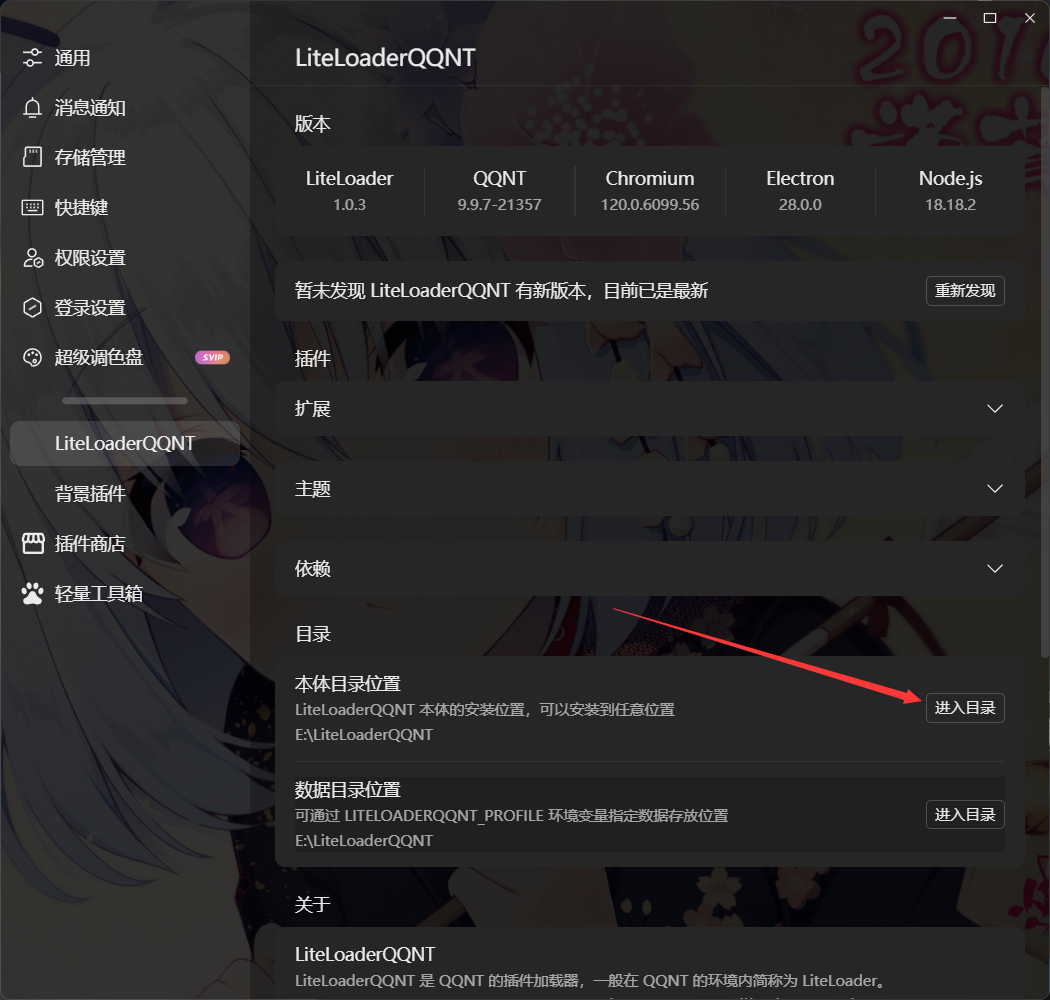 通用
消息通知
存储管理
快捷键
权限设置
登录设置
超级调色盘 SVIP
LiteLoaderQQNT
背景插件
插件商店
轻量工具箱
LiteLoaderQQNT
版本
LiteLoader QQNT Chromium Electron Node.js
1.0.3 9.9.7-21357 120.0.6099.56 28.0.0 18.18.2
暂未发现 LiteLoaderQQNT 有新版本，目前已是最新 重新发现
插件
扩展
主题
依赖
目录
本体目录位置
LiteLoaderQQNT 本体的安装位置，可以安装到任意位置
E:\LiteLoaderQQNT
进入目录
数据目录位置
可通过 LITELOADERQQNT_PROFILE 环境变量指定数据存放位置
E:\LiteLoaderQQNT
进入目录
关于
LiteLoaderQQNT
LiteLoaderQQNT 是 QQNT 的插件加载器，一般在 QQNT 的环境内简称为 LiteLoader。